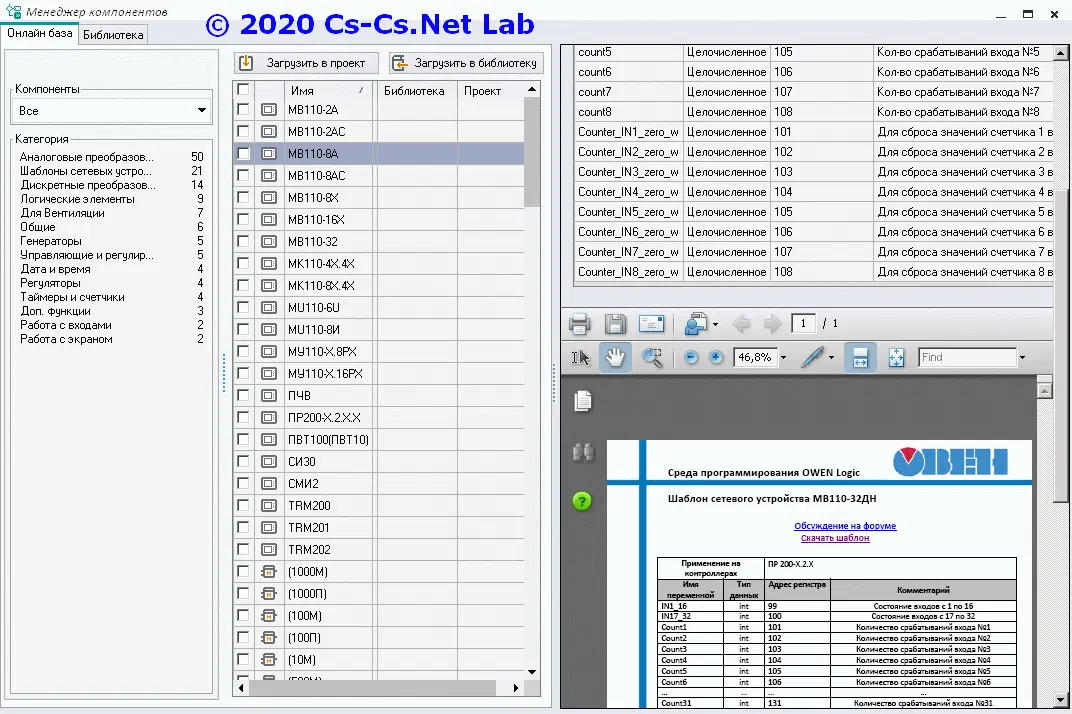 Менеджер компонентов
© 2020 Cs-Cs.Net Lab
Онлайн база
Библиотека
Компоненты
Все
Категория
Аналоговые преобразов... 50
Шаблоны сетевых устро... 21
Дискретные преобразов... 14
Логические элементы 9
Для Вентиляции 7
Общие 6
Генераторы 5
Управляющие и регулир... 5
Дата и время 4
Регуляторы 4
Таймеры и счетчики 4
Доп. функции 3
Работа с входами 2
Работа с экраном 2
Загрузить в проект
Загрузить в библиотеку
Имя Библиотека Проект
МВ110-2А
МВ110-2АС
МВ110-8А
МВ110-8АС
МВ110-8Х
МВ110-16Х
МВ110-32
МК110-4Х.4Х
МК110-8Х.4Х
МU110-6U
МU110-8И
МУ110-Х.8РХ
МУ110-Х.16РХ
ПЧВ
ПР200-Х.2.Х.Х
ПВТ100(ПВТ10)
СИ30
СМИ2
TRM200
TRM201
TRM202
(1000М)
(1000П)
(100М)
(100П)
(10М)
count5 Целочисленное 105 Кол-во срабатываний входа №5
count6 Целочисленное 106 Кол-во срабатываний входа №6
count7 Целочисленное 107 Кол-во срабатываний входа №7
count8 Целочисленное 108 Кол-во срабатываний входа №8
Counter_IN1_zero_w Целочисленное 101 Для сброса значений счетчика 1 в
Counter_IN2_zero_w Целочисленное 102 Для сброса значений счетчика 2 в
Counter_IN3_zero_w Целочисленное 103 Для сброса значений счетчика 3 в
Counter_IN4_zero_w Целочисленное 104 Для сброса значений счетчика 4 в
Counter_IN5_zero_w Целочисленное 105 Для сброса значений счетчика 5 в
Counter_IN6_zero_w Целочисленное 106 Для сброса значений счетчика 6 в
Counter_IN7_zero_w Целочисленное 107 Для сброса значений счетчика 7 в
Counter_IN8_zero_w Целочисленное 108 Для сброса значений счетчика 8 в
1 / 1
46,8%
Find
Среда программирования OWEN Logic
ОВЕН
Шаблон сетевого устройства МВ110-32ДН
Обсуждение на форуме
Скачать шаблон
Применение на контроллерах ПР 200-Х.2.Х
Имя переменной Тип данных Адрес регистра Комментарий
IN1_16 int 99 Состояние входов с 1 по 16
IN17_32 int 100 Состояние входов с 17 по 32
Count1 int 101 Количество срабатываний входа №1
Count2 int 102 Количество срабатываний входа №2
Count3 int 103 Количество срабатываний входа №3
Count4 int 104 Количество срабатываний входа №4
Count5 int 105 Количество срабатываний входа №5
Count6 int 106 Количество срабатываний входа №6
... ... ... ...
Count31 int 131 Количество срабатываний входа №31